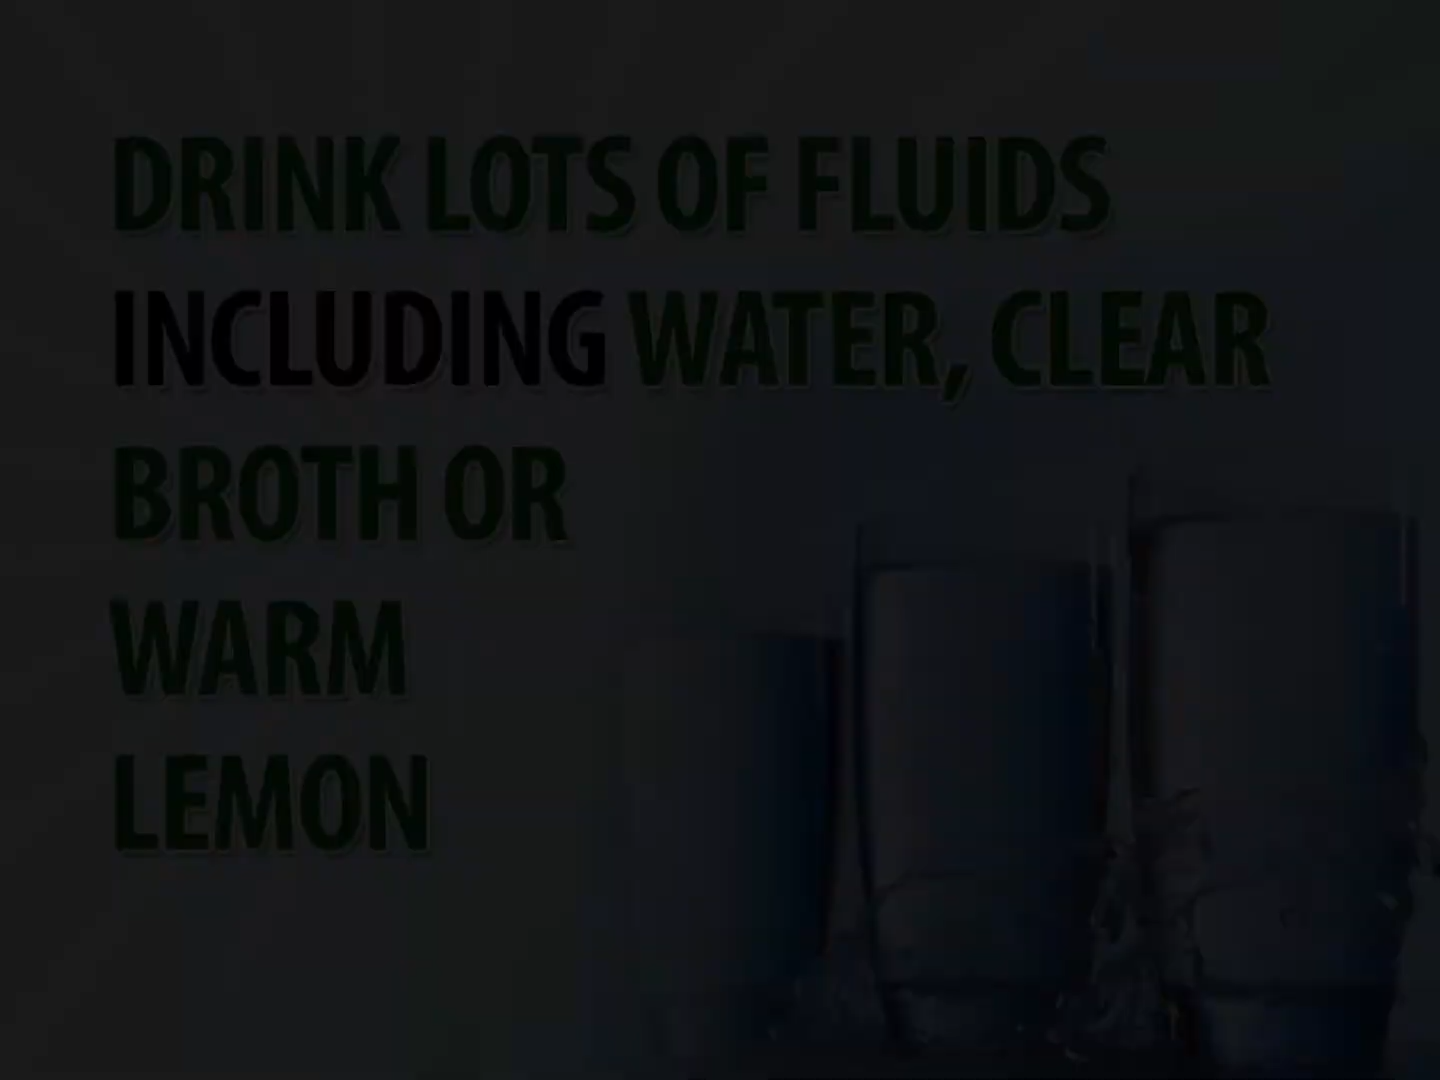 DRINK LOTS OF FLUIDS
INCLUDING WATER, CLEAR
BROTH OR
WARM
LEMON